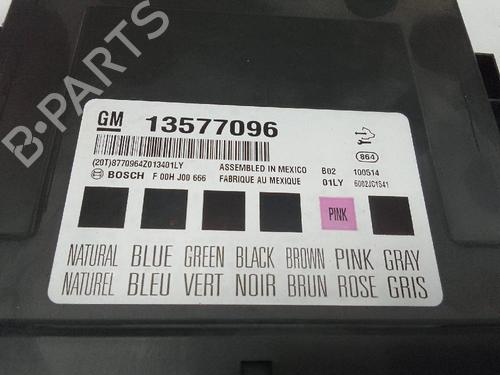 B-PARTS
GM 13577096
(20T)8770964Z013401LY ASSEMBLED IN MEXICO B02 100514 864
BOSCH F 00H J00 666 FABRIQUE AU MEXIQUE 01LY 6082JC1S41
PINK
NATURAL BLUE GREEN BLACK BROWN PINK GRAY
NATUREL BLEU VERT NOIR BRUN ROSE GRIS